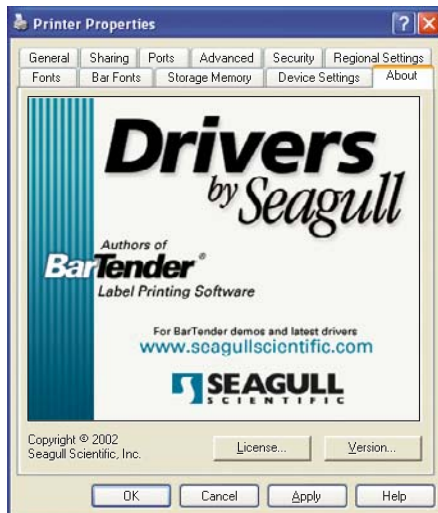 Printer Properties
General Sharing Ports Advanced Security Regional Settings
Fonts Bar Fonts Storage Memory Device Settings About
Drivers
by Seagull
Authors of
BarTender®
Label Printing Software
For BarTender demos and latest drivers
www.seagullscientific.com
SEAGULL
SCIENTIFIC
Copyright © 2002
Seagull Scientific, Inc.
License...
Version...
OK Cancel Apply Help